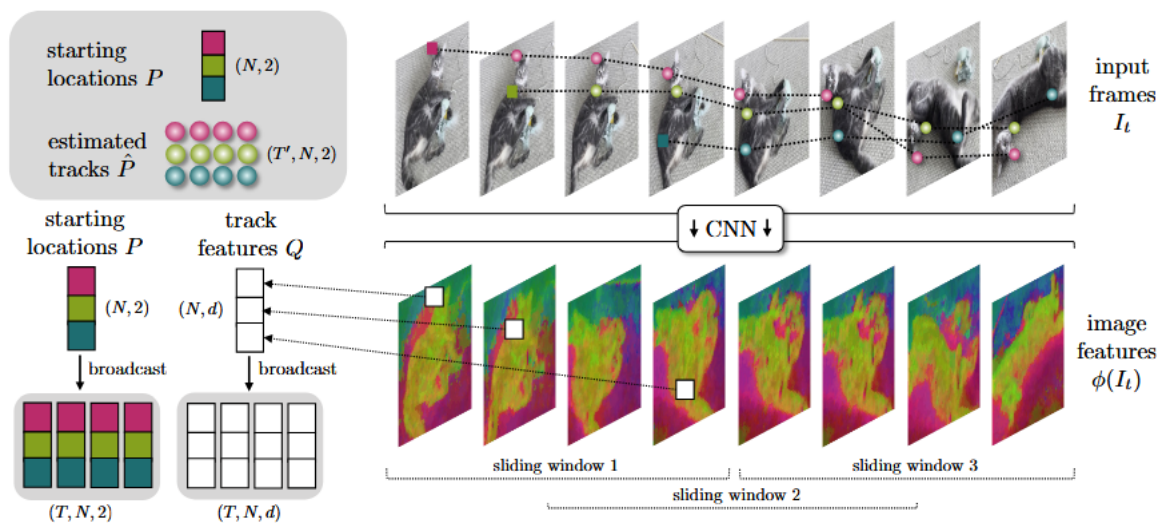 starting
locations P
(N, 2)
estimated
tracks P̂
(T′, N, 2)
input
frames
I_t
starting
locations P
track
features Q
↓ CNN ↓
(N, 2)
(N, d)
broadcast
broadcast
image
features
ϕ(I_t)
(T, N, 2)
(T, N, d)
sliding window 1
sliding window 3
sliding window 2